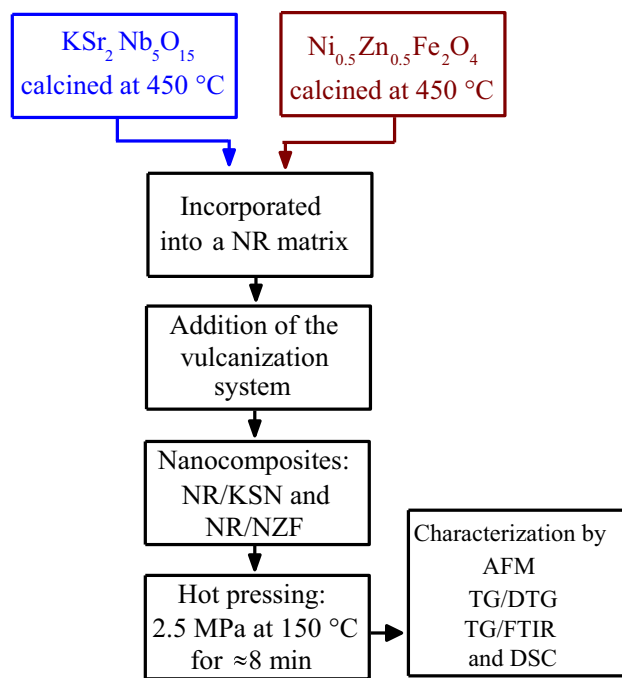 KSr₂ Nb₅O₁₅
calcined at 450 °C
Ni₀.₅Zn₀.₅Fe₂O₄
calcined at 450 °C
Incorporated
into a NR matrix
Addition of the
vulcanization
system
Nanocomposites:
NR/KSN and
NR/NZF
Hot pressing:
2.5 MPa at 150 °C
for ≈8 min
Characterization by
AFM
TG/DTG
TG/FTIR
and DSC